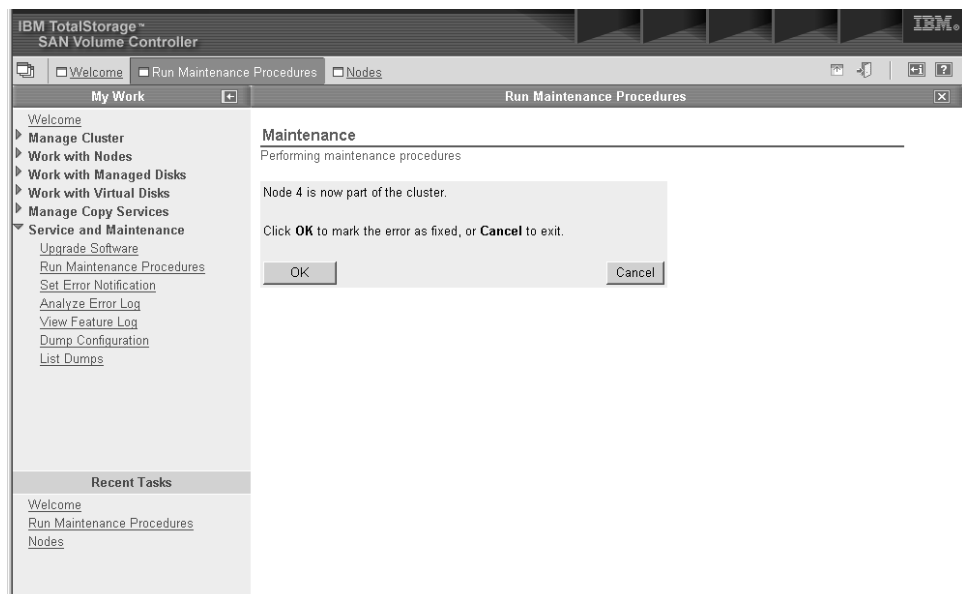 IBM TotalStorage™
SAN Volume Controller
IBM®
Welcome
Run Maintenance Procedures
Nodes
My Work
Run Maintenance Procedures
Welcome
Manage Cluster
Work with Nodes
Work with Managed Disks
Work with Virtual Disks
Manage Copy Services
Service and Maintenance
Upgrade Software
Run Maintenance Procedures
Set Error Notification
Analyze Error Log
View Feature Log
Dump Configuration
List Dumps
Recent Tasks
Welcome
Run Maintenance Procedures
Nodes
Maintenance
Performing maintenance procedures
Node 4 is now part of the cluster.
Click OK to mark the error as fixed, or Cancel to exit.
OK
Cancel